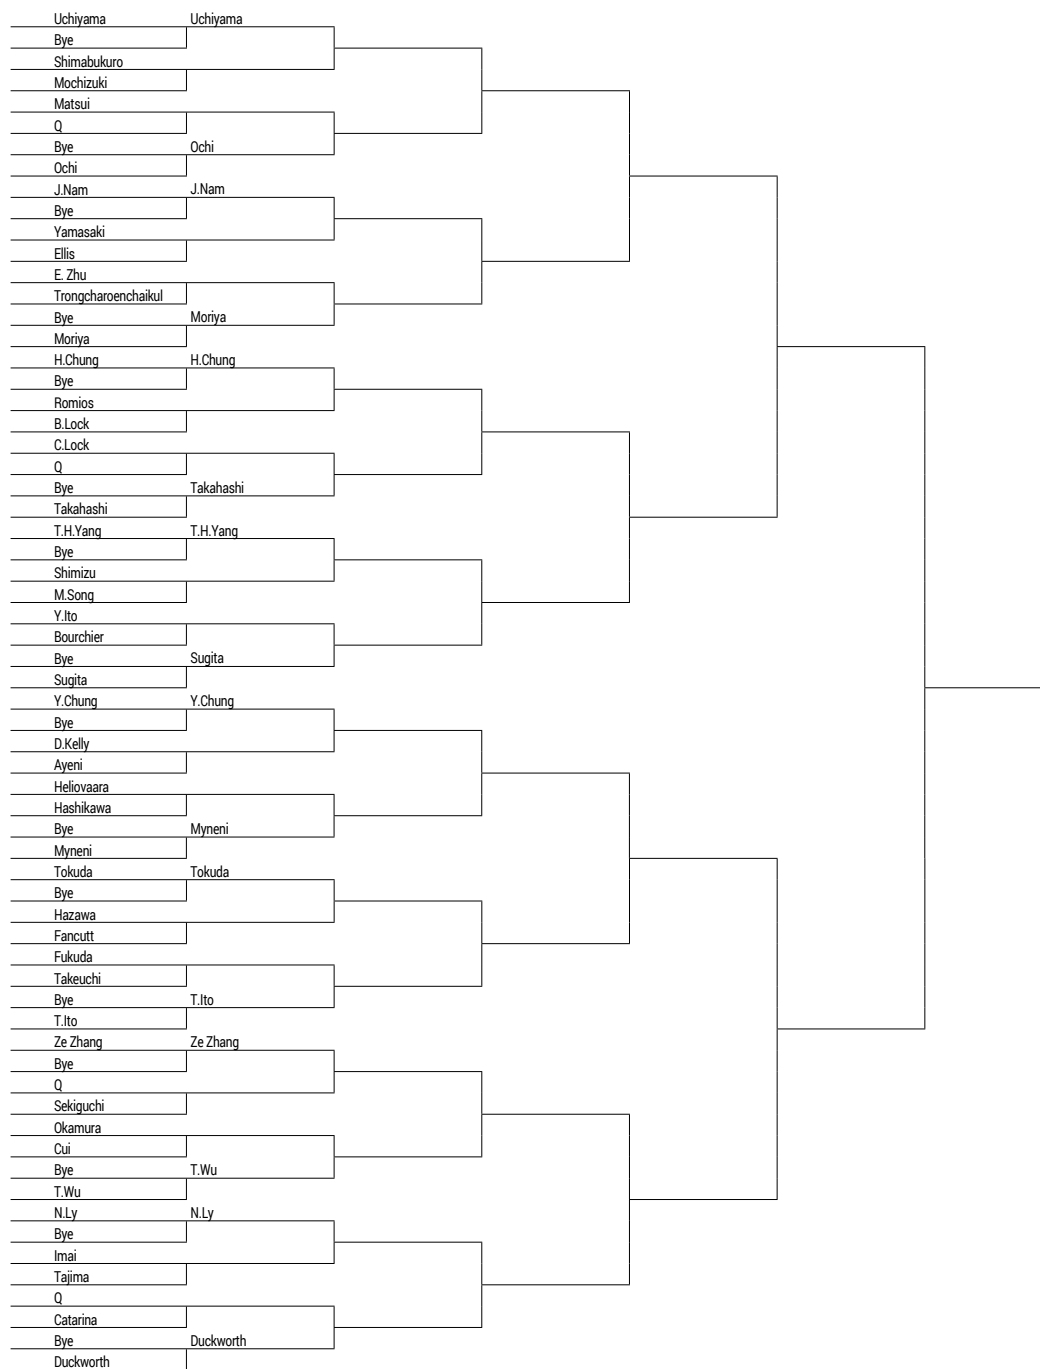 Uchiyama Uchiyama
Bye
Shimabukuro
Mochizuki
Matsui
Q
Bye Ochi
Ochi
J.Nam J.Nam
Bye
Yamasaki
Ellis
E. Zhu
Trongcharoenchaikul
Bye Moriya
Moriya
H.Chung H.Chung
Bye
Romios
B.Lock
C.Lock
Q
Bye Takahashi
Takahashi
T.H.Yang T.H.Yang
Bye
Shimizu
M.Song
Y.Ito
Bourchier
Bye Sugita
Sugita
Y.Chung Y.Chung
Bye
D.Kelly
Ayeni
Heliovaara
Hashikawa
Bye Myneni
Myneni
Tokuda Tokuda
Bye
Hazawa
Fancutt
Fukuda
Takeuchi
Bye T.Ito
T.Ito
Ze Zhang Ze Zhang
Bye
Q
Sekiguchi
Okamura
Cui
Bye T.Wu
T.Wu
N.Ly N.Ly
Bye
Imai
Tajima
Q
Catarina
Bye Duckworth
Duckworth